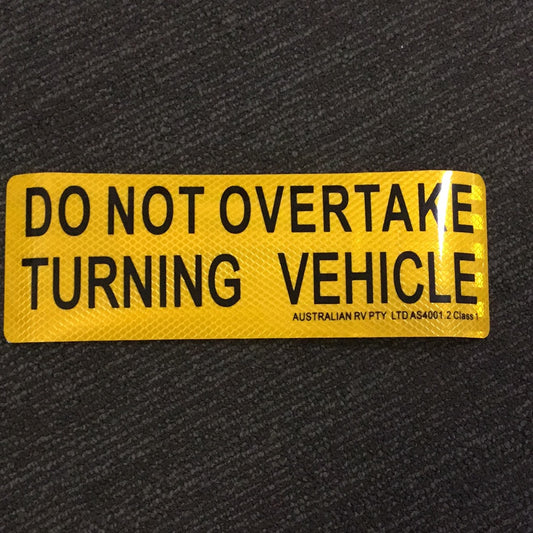 DO NOT OVERTAKE
TURNING VEHICLE
AUSTRALIAN RV PTY LTD AS4001.2 Class 1